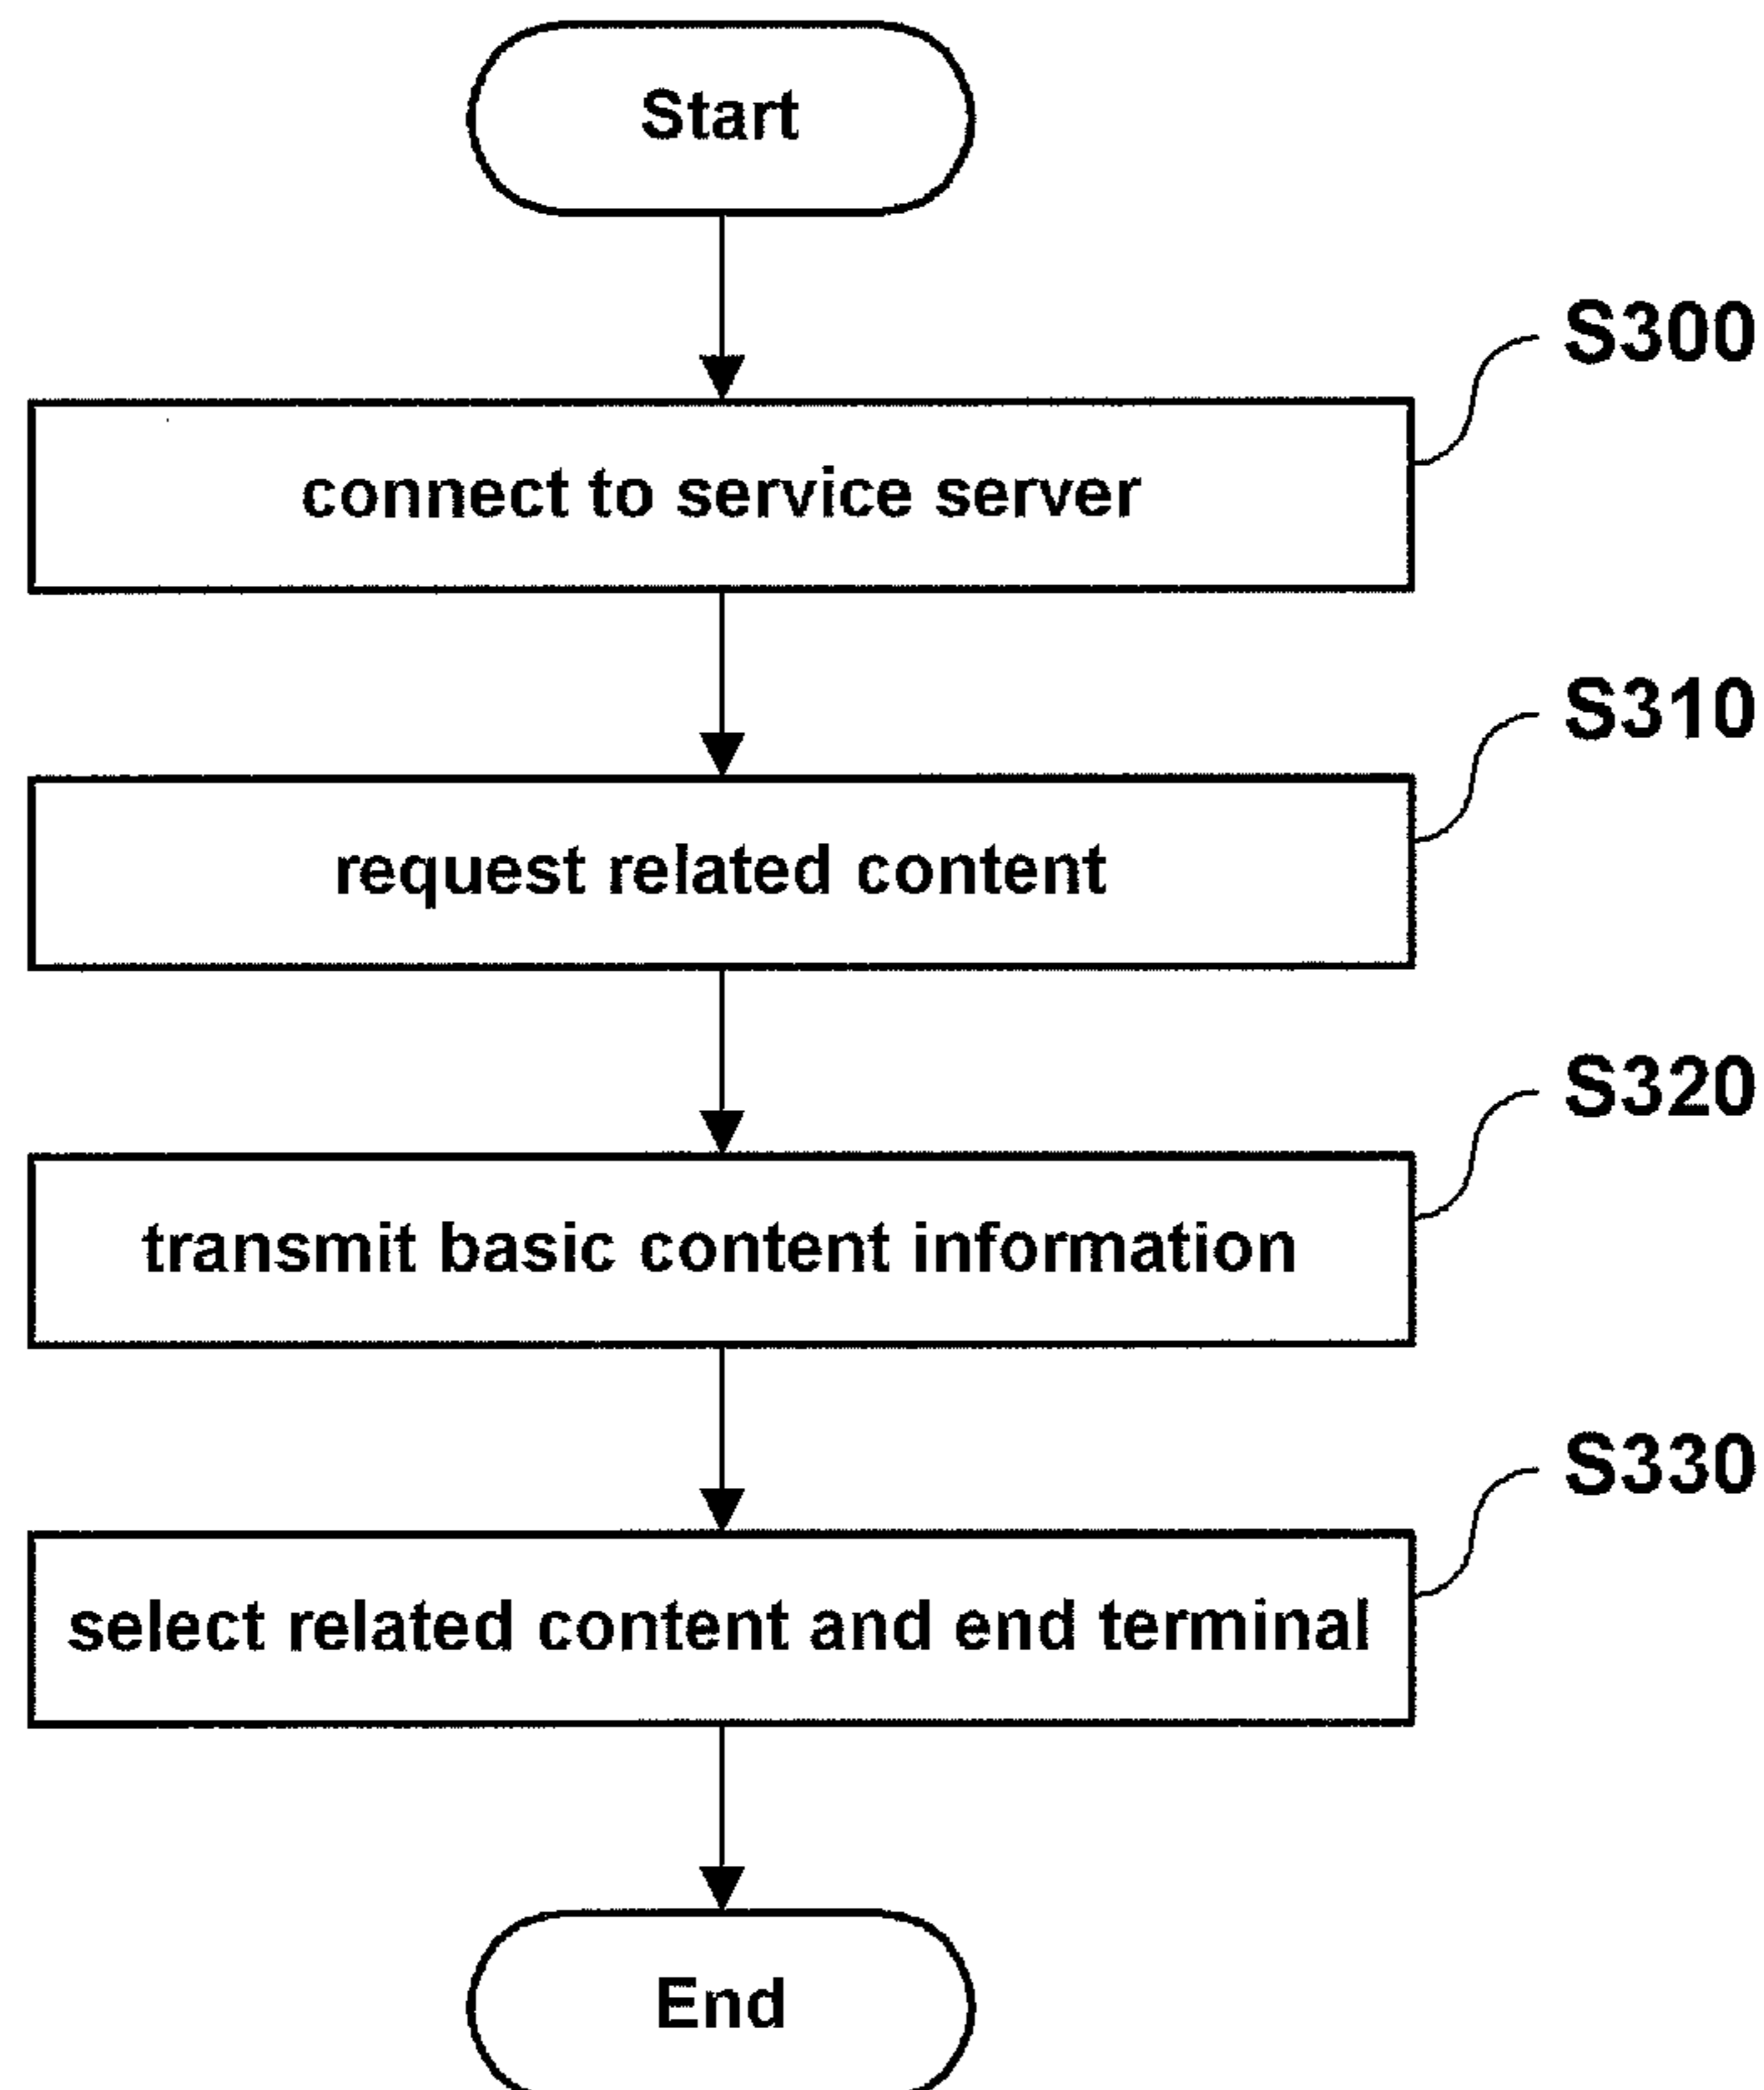 Start
S300
connect to service server
S310
request related content
S320
transmit basic content information
S330
select related content and end terminal
End